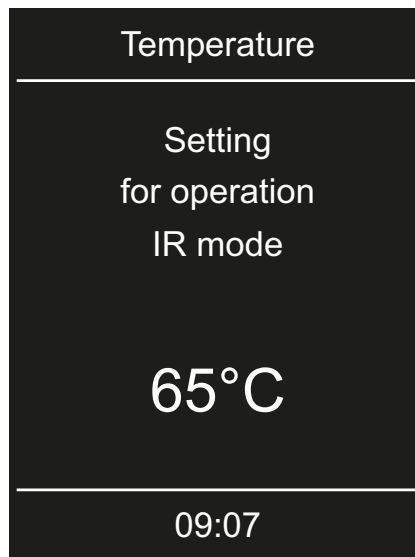 Temperature
Setting
for operation
IR mode
65°C
09:07